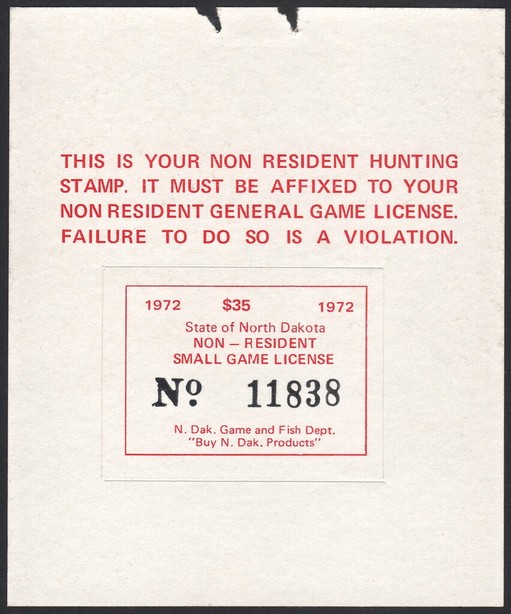 THIS IS YOUR NON RESIDENT HUNTING
STAMP. IT MUST BE AFFIXED TO YOUR
NON RESIDENT GENERAL GAME LICENSE.
FAILURE TO DO SO IS A VIOLATION.
1972 $35 1972
State of North Dakota
NON – RESIDENT
SMALL GAME LICENSE
Nº 11838
N. Dak. Game and Fish Dept.
"Buy N. Dak. Products"